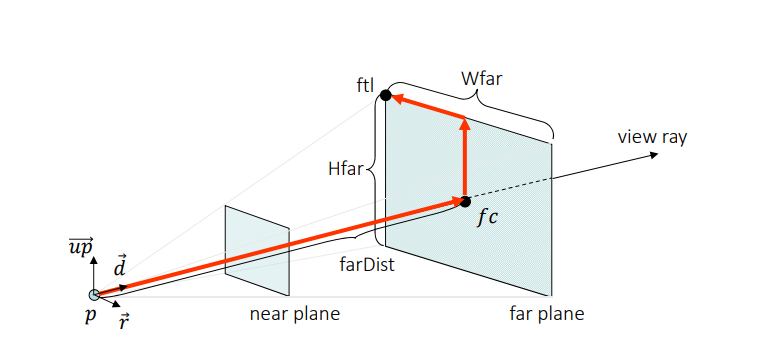 Wfar
ftl
view ray
Hfar
fc
up
d
farDist
p
r
near plane
far plane